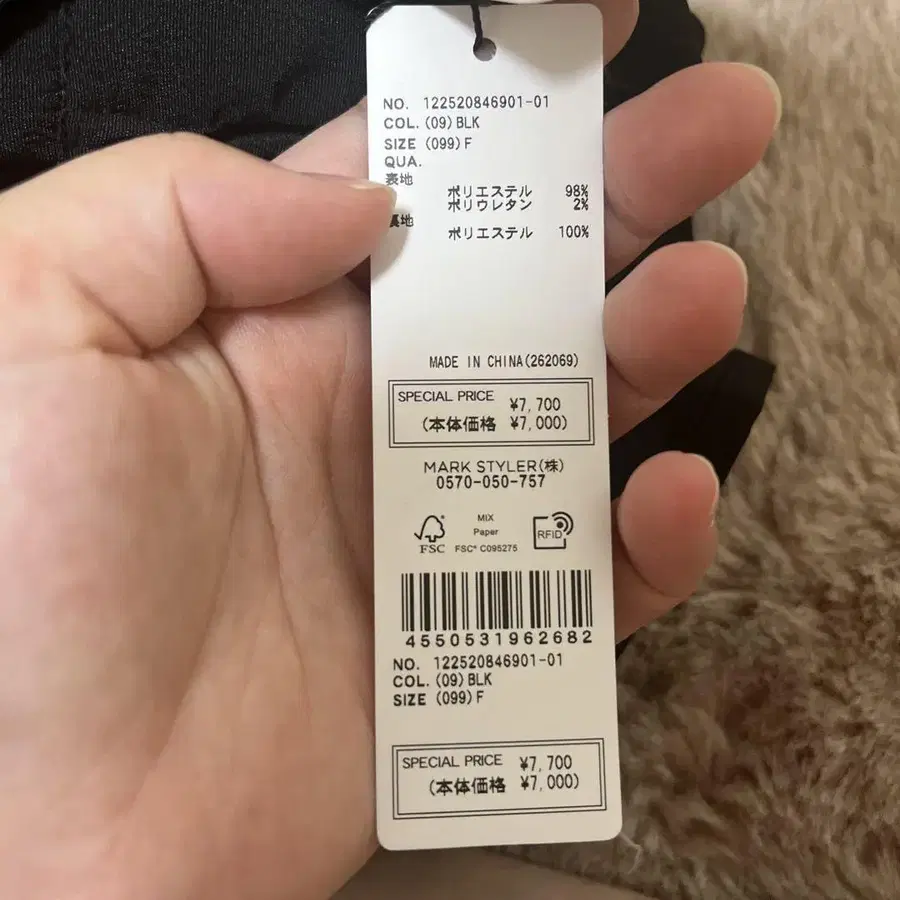 NO. 122520846901-01
COL. (09) BLK
SIZE (099) F
QUA.
表地
ポリエステル 98%
ポリウレタン 2%
裏地
ポリエステル 100%
MADE IN CHINA(262069)
SPECIAL PRICE ¥7,700
(本体価格 ¥7,000)
MARK STYLER(株)
0570-050-757
FSC
MIX
Paper
FSC® C095275
RFID
4550531962682
NO. 122520846901-01
COL. (09) BLK
SIZE (099) F
SPECIAL PRICE ¥7,700
(本体価格 ¥7,000)